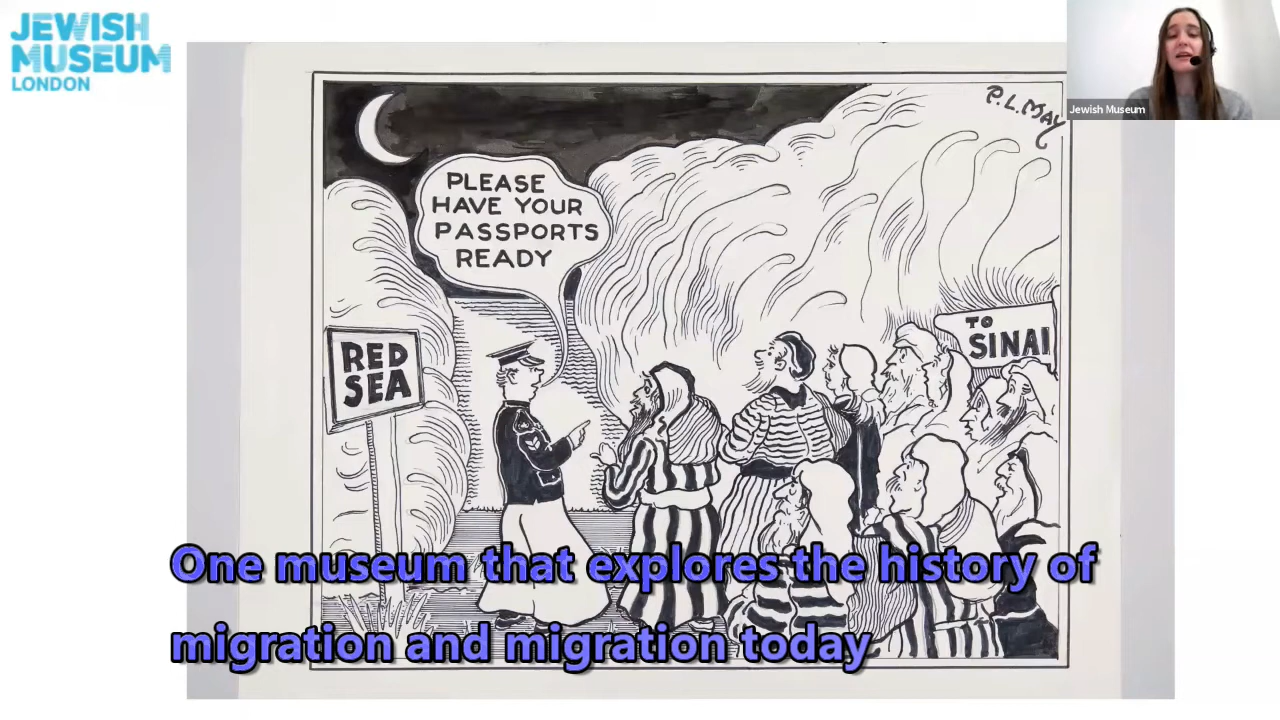 JEWISH
MUSEUM
LONDON
P.L.MAY
Jewish Museum
PLEASE
HAVE YOUR
PASSPORTS
READY
TO
SINAI
RED
SEA
One museum that explores the history of
migration and migration today